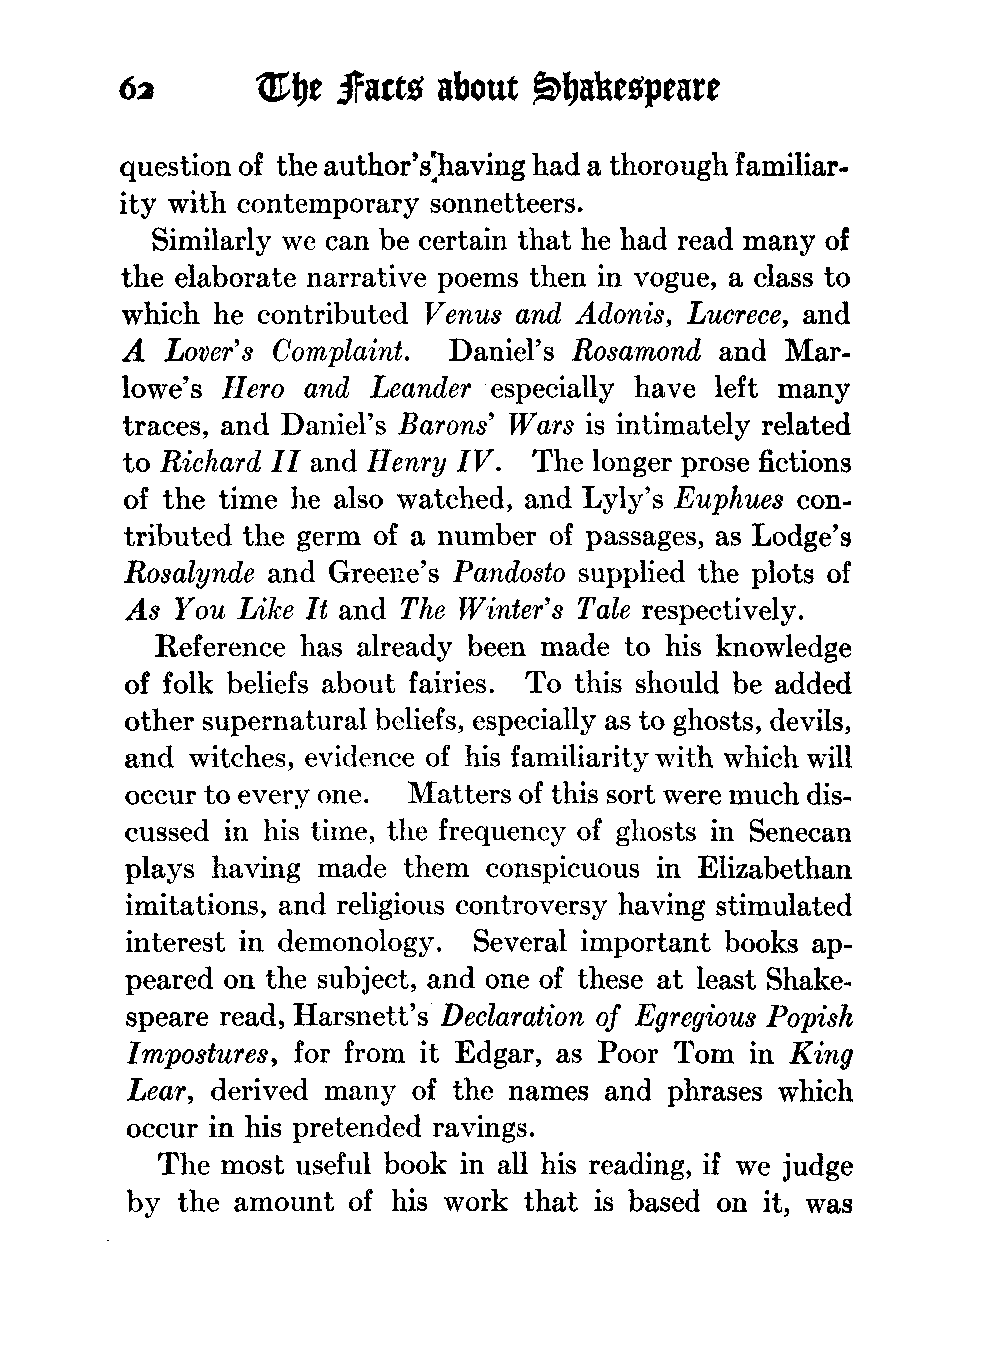 62 The Facts about Shakespeare
question of the author's having had a thorough familiar-
ity with contemporary sonnetteers.
Similarly we can be certain that he had read many of
the elaborate narrative poems then in vogue, a class to
which he contributed Venus and Adonis, Lucrece, and
A Lover's Complaint. Daniel's Rosamond and Mar-
lowe's Hero and Leander especially have left many
traces, and Daniel's Barons' Wars is intimately related
to Richard II and Henry IV. The longer prose fictions
of the time he also watched, and Lyly's Euphues con-
tributed the germ of a number of passages, as Lodge's
Rosalynde and Greene's Pandosto supplied the plots of
As You Like It and The Winter's Tale respectively.
Reference has already been made to his knowledge
of folk beliefs about fairies. To this should be added
other supernatural beliefs, especially as to ghosts, devils,
and witches, evidence of his familiarity with which will
occur to every one. Matters of this sort were much dis-
cussed in his time, the frequency of ghosts in Senecan
plays having made them conspicuous in Elizabethan
imitations, and religious controversy having stimulated
interest in demonology. Several important books ap-
peared on the subject, and one of these at least Shake-
speare read, Harsnett's Declaration of Egregious Popish
Impostures, for from it Edgar, as Poor Tom in King
Lear, derived many of the names and phrases which
occur in his pretended ravings.
The most useful book in all his reading, if we judge
by the amount of his work that is based on it, was